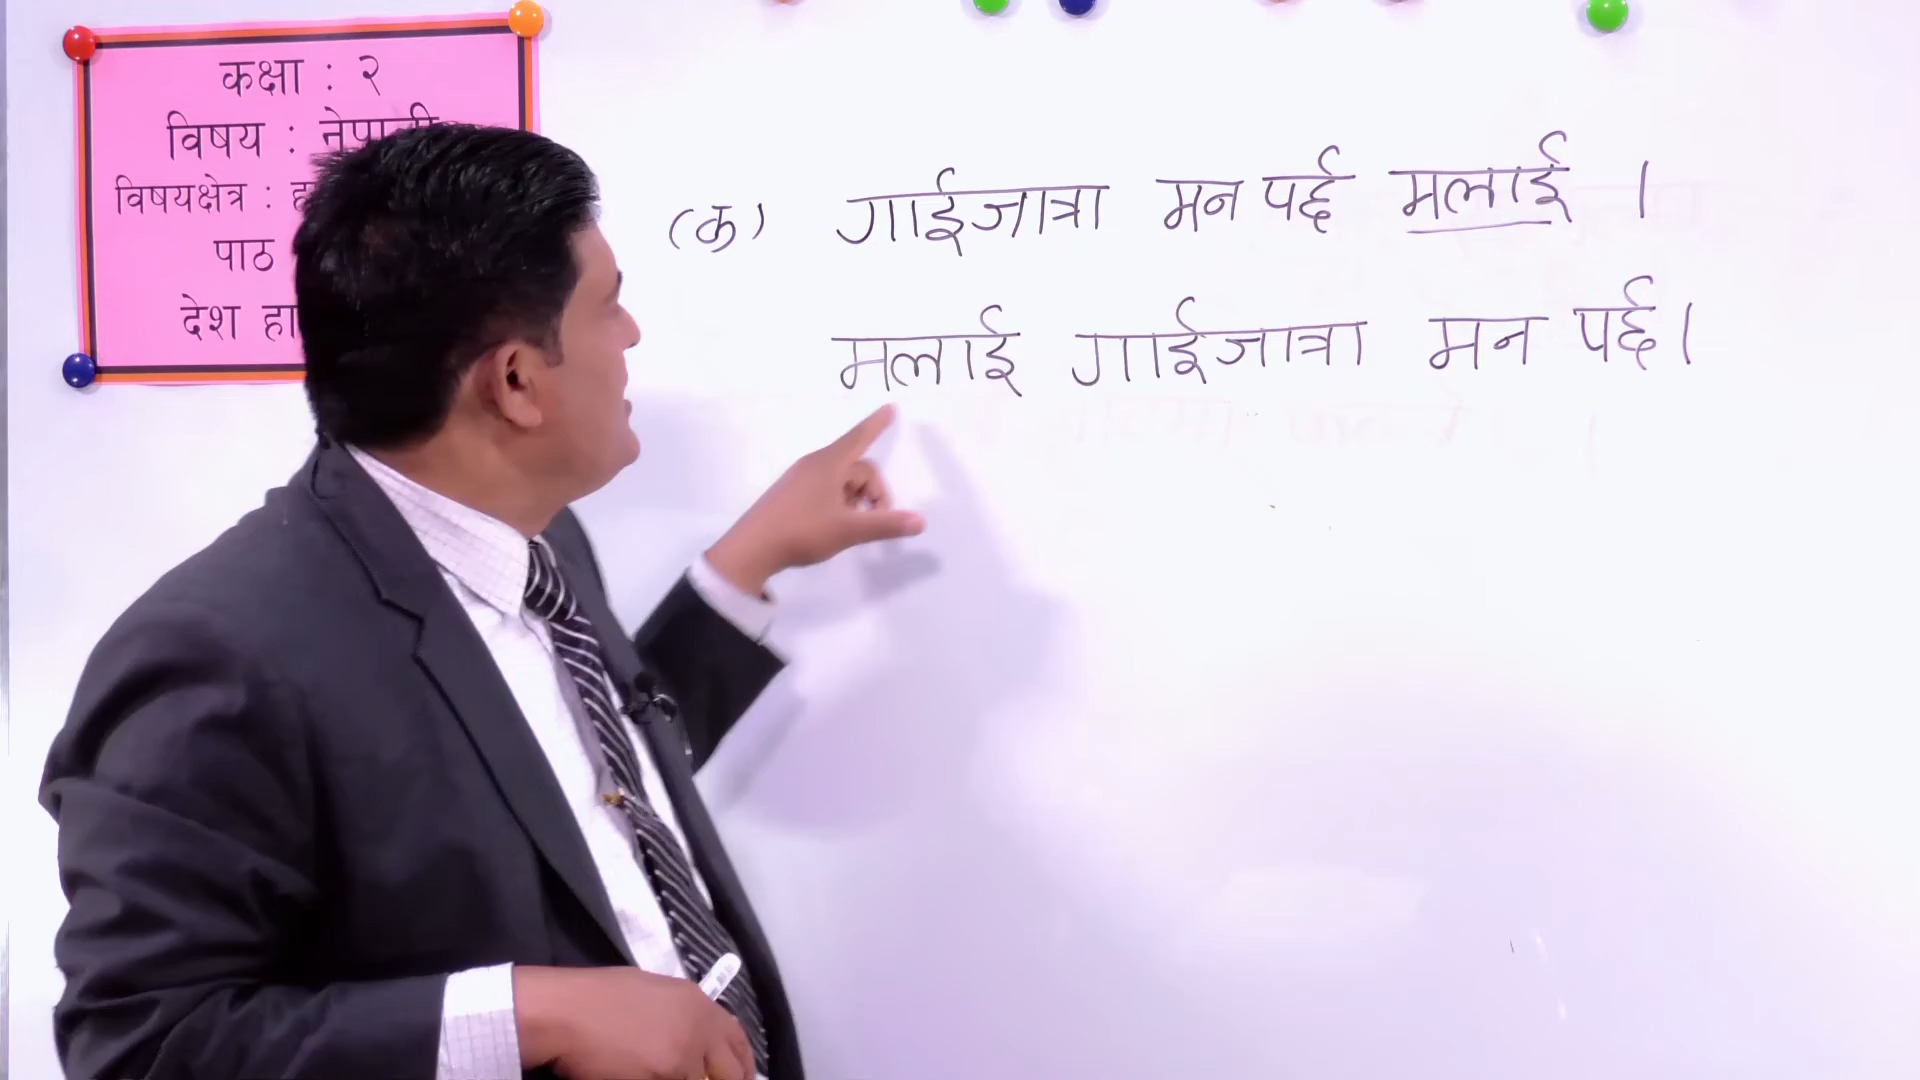 कक्षा : २
विषय :
विषयक्षेत्र :
पाठ
देश
(क) गाईजात्रा मन पर्छ मलाई ।
मलाई गाईजात्रा मन पर्छ।